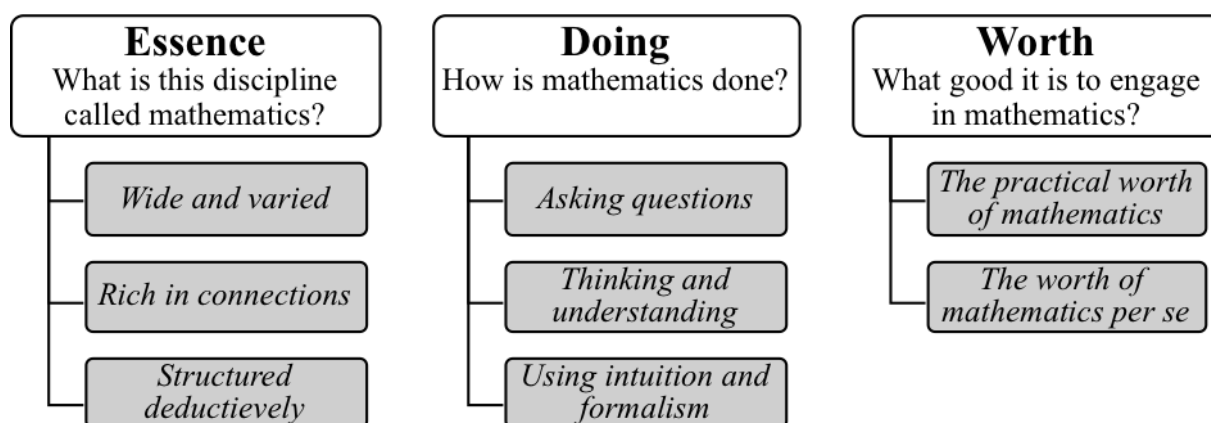 Essence
What is this discipline
called mathematics?
Wide and varied
Rich in connections
Structured
deductievely
Doing
How is mathematics done?
Asking questions
Thinking and
understanding
Using intuition and
formalism
Worth
What good it is to engage
in mathematics?
The practical worth
of mathematics
The worth of
mathematics per se